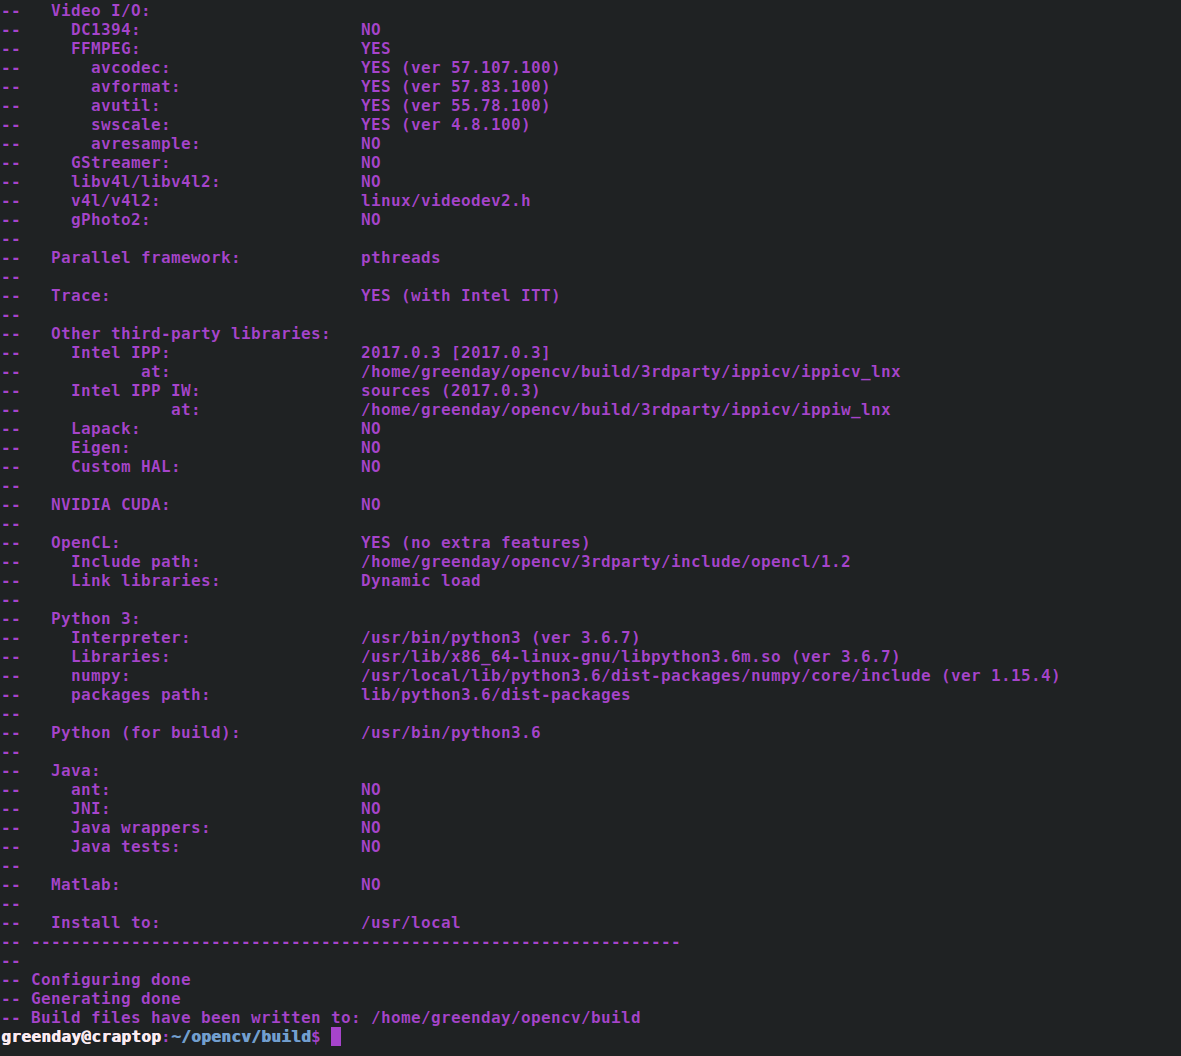 --   Video I/O:
--     DC1394:                      NO
--     FFMPEG:                      YES
--       avcodec:                   YES (ver 57.107.100)
--       avformat:                  YES (ver 57.83.100)
--       avutil:                    YES (ver 55.78.100)
--       swscale:                   YES (ver 4.8.100)
--       avresample:                NO
--     GStreamer:                   NO
--     libv4l/libv4l2:              NO
--     v4l/v4l2:                    linux/videodev2.h
--     gPhoto2:                     NO
--
--   Parallel framework:            pthreads
--
--   Trace:                         YES (with Intel ITT)
--
--   Other third-party libraries:
--     Intel IPP:                   2017.0.3 [2017.0.3]
--            at:                   /home/greenday/opencv/build/3rdparty/ippicv/ippicv_lnx
--     Intel IPP IW:                sources (2017.0.3)
--               at:                /home/greenday/opencv/build/3rdparty/ippicv/ippiw_lnx
--     Lapack:                      NO
--     Eigen:                       NO
--     Custom HAL:                  NO
--
--   NVIDIA CUDA:                   NO
--
--   OpenCL:                        YES (no extra features)
--     Include path:                /home/greenday/opencv/3rdparty/include/opencl/1.2
--     Link libraries:              Dynamic load
--
--   Python 3:
--     Interpreter:                 /usr/bin/python3 (ver 3.6.7)
--     Libraries:                   /usr/lib/x86_64-linux-gnu/libpython3.6m.so (ver 3.6.7)
--     numpy:                       /usr/local/lib/python3.6/dist-packages/numpy/core/include (ver 1.15.4)
--     packages path:               lib/python3.6/dist-packages
--
--   Python (for build):            /usr/bin/python3.6
--
--   Java:
--     ant:                         NO
--     JNI:                         NO
--     Java wrappers:               NO
--     Java tests:                  NO
--
--   Matlab:                        NO
--
--   Install to:                    /usr/local
-- -----------------------------------------------------------------
--
-- Configuring done
-- Generating done
-- Build files have been written to: /home/greenday/opencv/build
greenday@craptop:~/opencv/build$